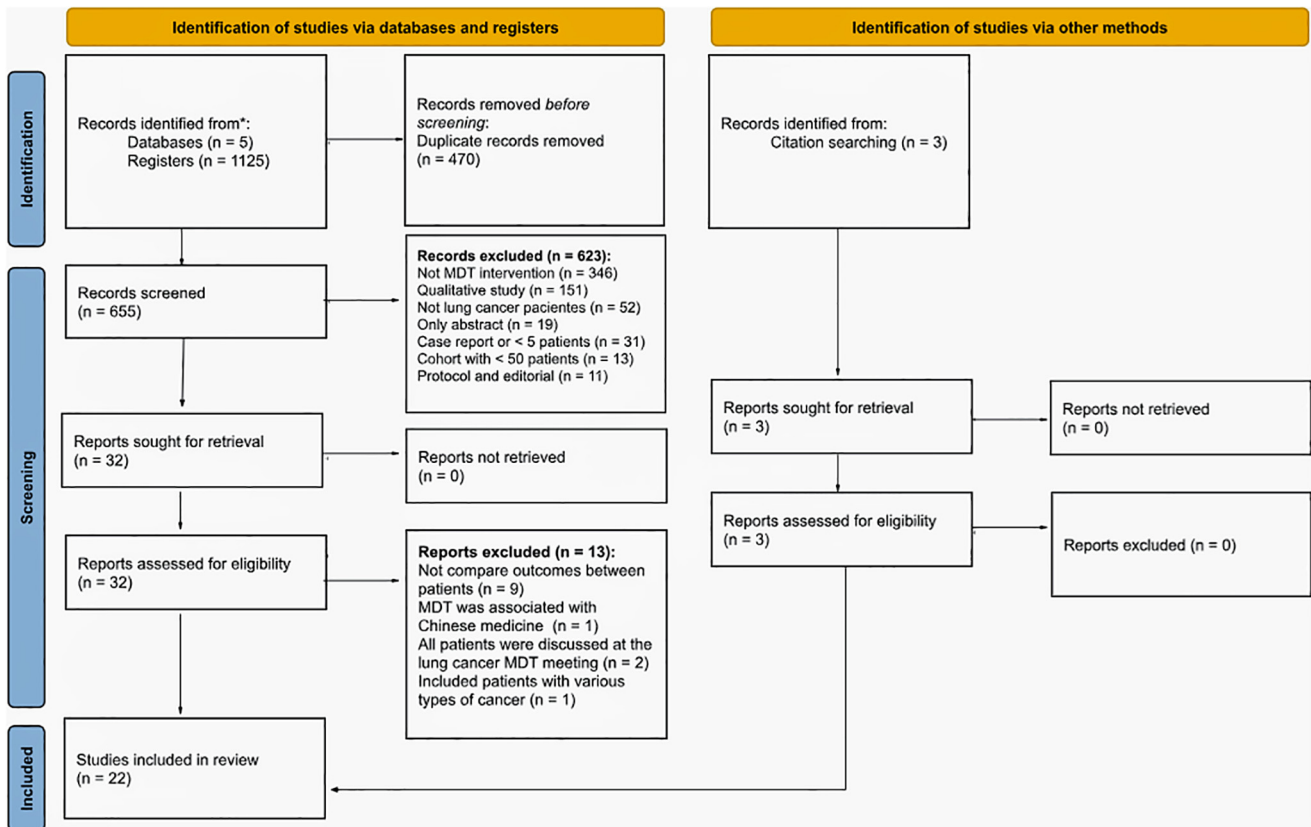 Identification of studies via databases and registers
Identification of studies via other methods
Identification
Records identified from*:
Databases (n = 5)
Registers (n = 1125)
Records removed before
screening:
Duplicate records removed
(n = 470)
Records identified from:
Citation searching (n = 3)
Screening
Records screened
(n = 655)
Records excluded (n = 623):
Not MDT intervention (n = 346)
Qualitative study (n = 151)
Not lung cancer pacientes (n = 52)
Only abstract (n = 19)
Case report or < 5 patients (n = 31)
Cohort with < 50 patients (n = 13)
Protocol and editorial (n = 11)
Reports sought for retrieval
(n = 32)
Reports not retrieved
(n = 0)
Reports sought for retrieval
(n = 3)
Reports not retrieved
(n = 0)
Reports assessed for eligibility
(n = 32)
Reports excluded (n = 13):
Not compare outcomes between
patients (n = 9)
MDT was associated with
Chinese medicine (n = 1)
All patients were discussed at the
lung cancer MDT meeting (n = 2)
Included patients with various
types of cancer (n = 1)
Reports assessed for eligibility
(n = 3)
Reports excluded (n = 0)
Included
Studies included in review
(n = 22)